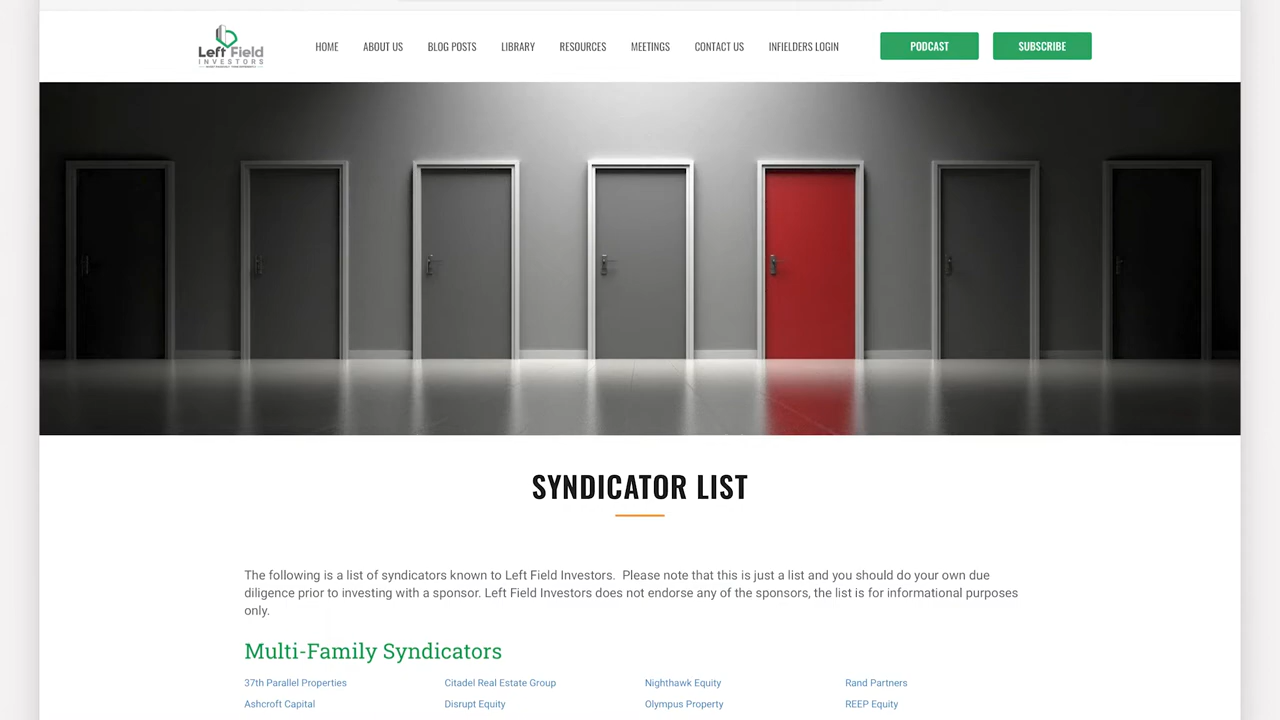 Left Field
INVESTORS
HOME ABOUT US BLOG POSTS LIBRARY RESOURCES MEETINGS CONTACT US INFIELDERS LOGIN PODCAST SUBSCRIBE
SYNDICATOR LIST
The following is a list of syndicators known to Left Field Investors. Please note that this is just a list and you should do your own due
diligence prior to investing with a sponsor. Left Field Investors does not endorse any of the sponsors, the list is for informational purposes
only.
Multi-Family Syndicators
37th Parallel Properties Citadel Real Estate Group Nighthawk Equity Rand Partners
Ashcroft Capital Disrupt Equity Olympus Property REEP Equity